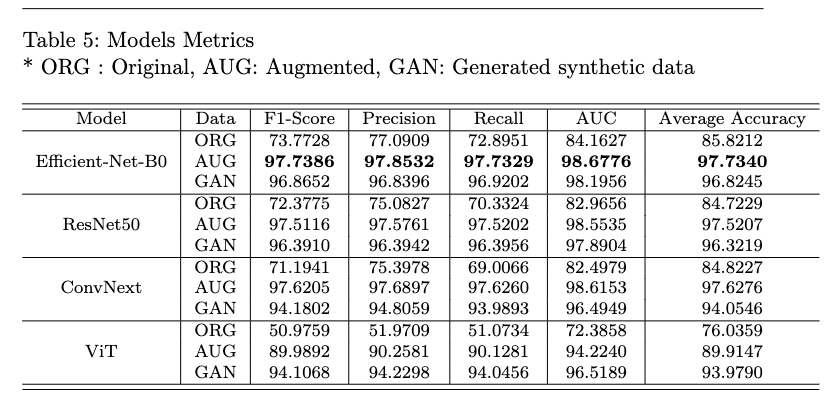 Table 5: Models Metrics
* ORG : Original, AUG: Augmented, GAN: Generated synthetic data
Model Data F1-Score Precision Recall AUC Average Accuracy
ORG 73.7728 77.0909 72.8951 84.1627 85.8212
Efficient-Net-B0 AUG 97.7386 97.8532 97.7329 98.6776 97.7340
GAN 96.8652 96.8396 96.9202 98.1956 96.8245
ORG 72.3775 75.0827 70.3324 82.9656 84.7229
ResNet50 AUG 97.5116 97.5761 97.5202 98.5535 97.5207
GAN 96.3910 96.3942 96.3956 97.8904 96.3219
ORG 71.1941 75.3978 69.0066 82.4979 84.8227
ConvNext AUG 97.6205 97.6897 97.6260 98.6153 97.6276
GAN 94.1802 94.8059 93.9893 96.4949 94.0546
ORG 50.9759 51.9709 51.0734 72.3858 76.0359
ViT AUG 89.9892 90.2581 90.1281 94.2240 89.9147
GAN 94.1068 94.2298 94.0456 96.5189 93.9790